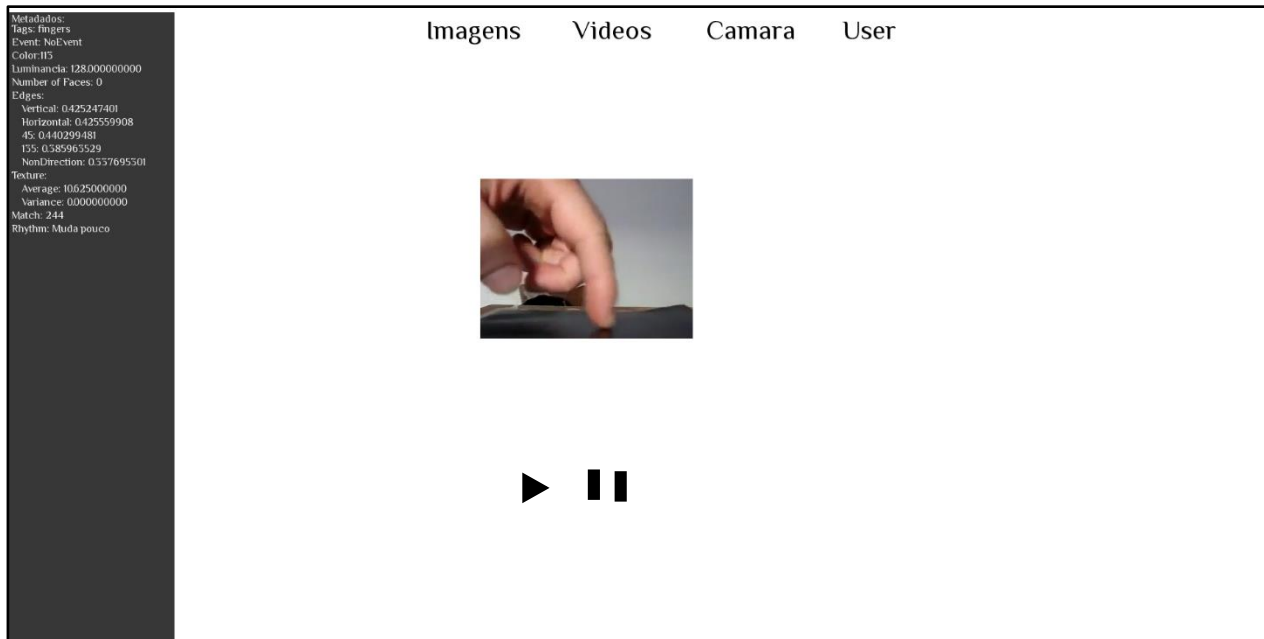 Metadados:
Tags: fingers
Event: NoEvent
Color:113
Luminancia: 128.000000000
Number of Faces: 0
Edges:
Vertical: 0.425247401
Horizontal: 0.425559908
45: 0.440299481
135: 0.385963529
NonDirection: 0.337695301
Texture:
Average: 10.625000000
Variance: 0.000000000
Match: 244
Rhythm: Muda pouco
Imagens Videos Camara User